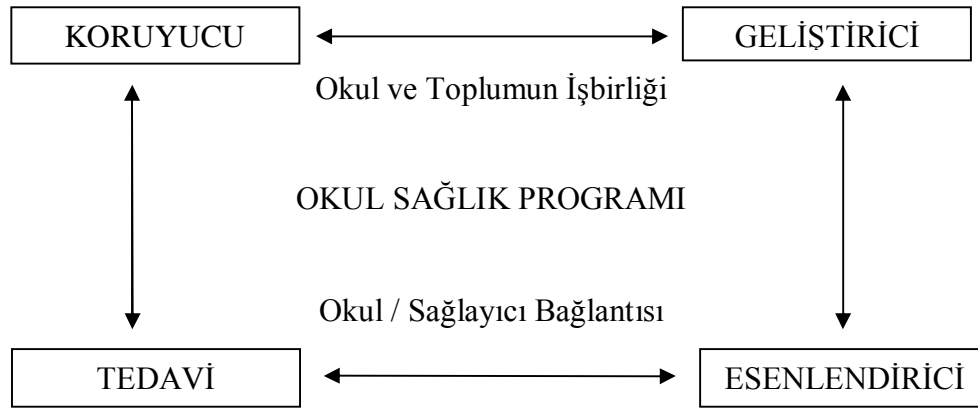 KORUYUCU
GELİŞTİRİCİ
Okul ve Toplumun İşbirliği
OKUL SAĞLIK PROGRAMI
Okul / Sağlayıcı Bağlantısı
TEDAVİ
ESENLENDİRİCİ